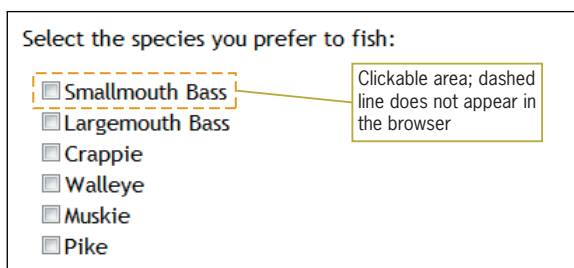 Select the species you prefer to fish:
Smallmouth Bass
Clickable area; dashed
line does not appear in
the browser
Largemouth Bass
Crappie
Walleye
Muskie
Pike